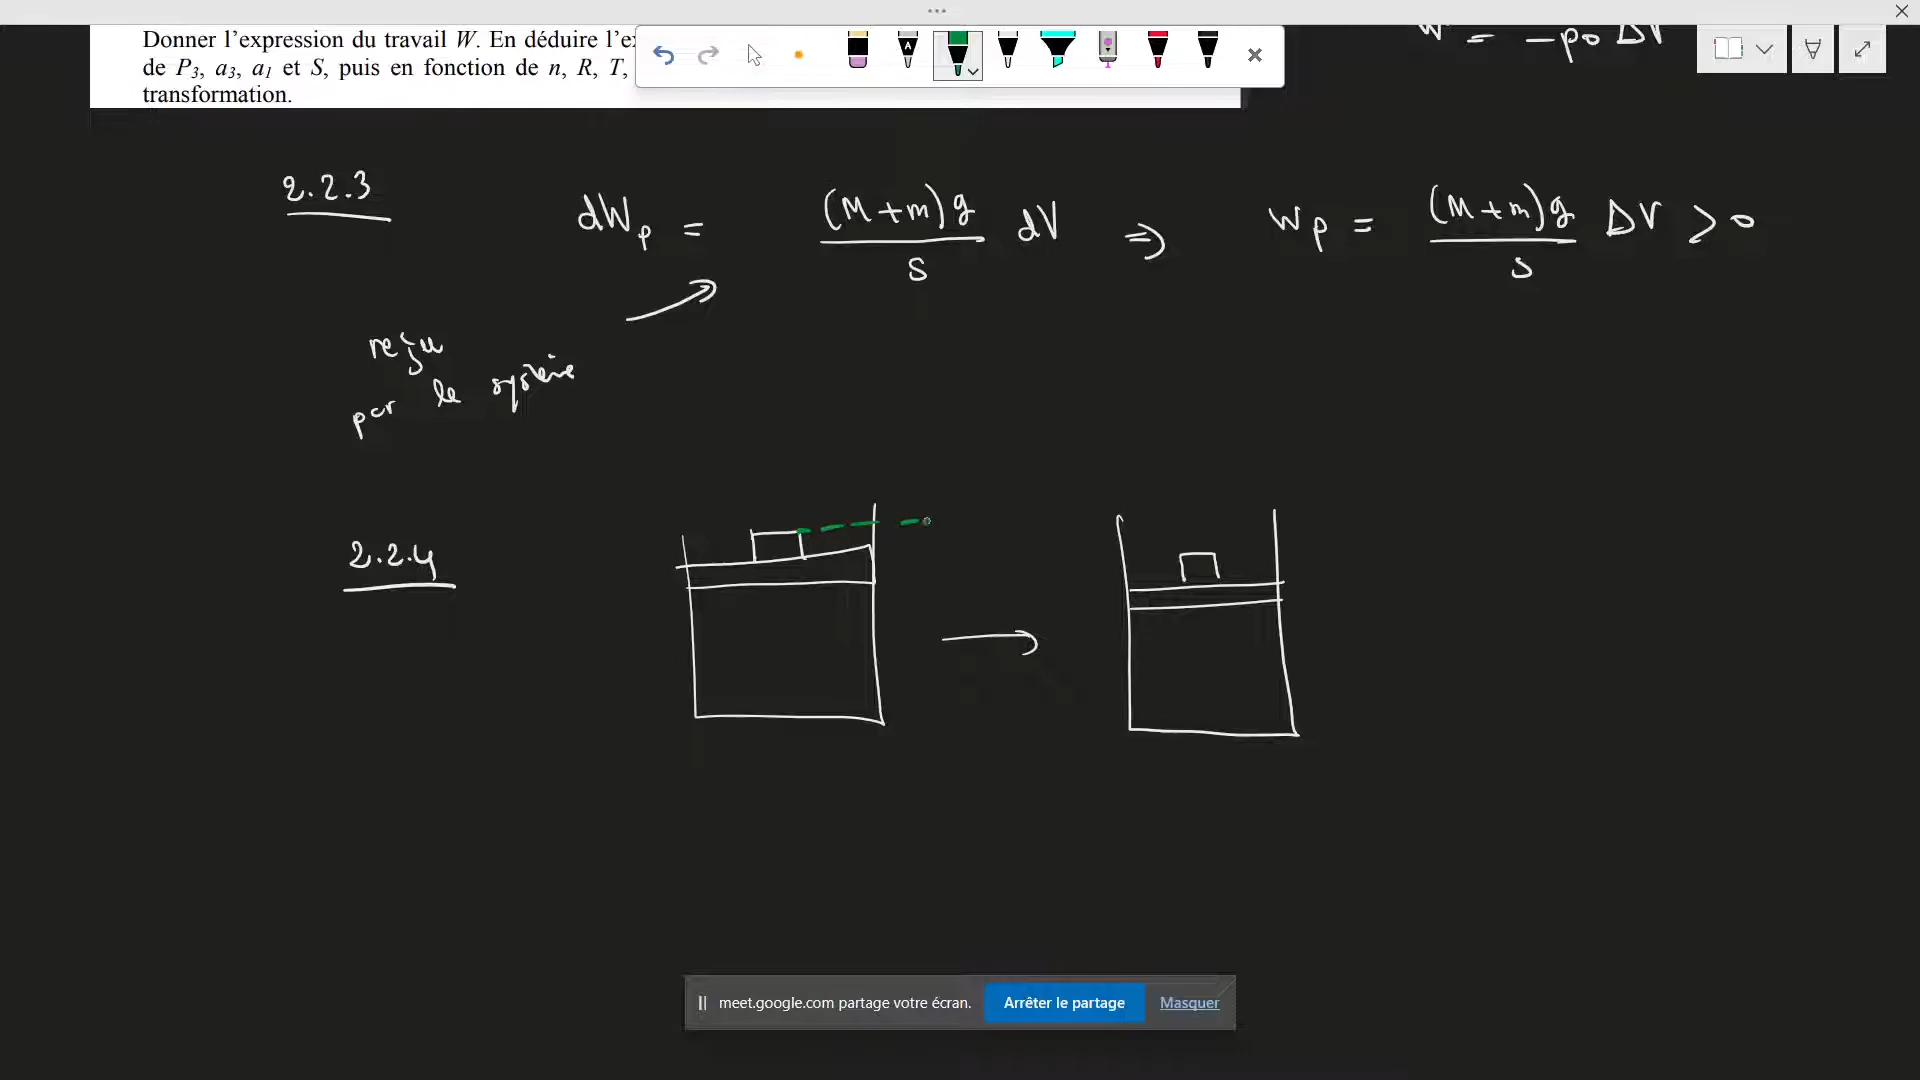 Donner l'expression du travail W. En déduire l'ex
de P3, a3, a1 et S, puis en fonction de n, R, T,
transformation.
W = -p0 ΔV
2.2.3
dWp = (M+m)g / S dV ⇒ Wp = (M+m)g / S ΔV > 0
reçu
par le système
2.2.4
meet.google.com partage votre écran.
Arrêter le partage
Masquer